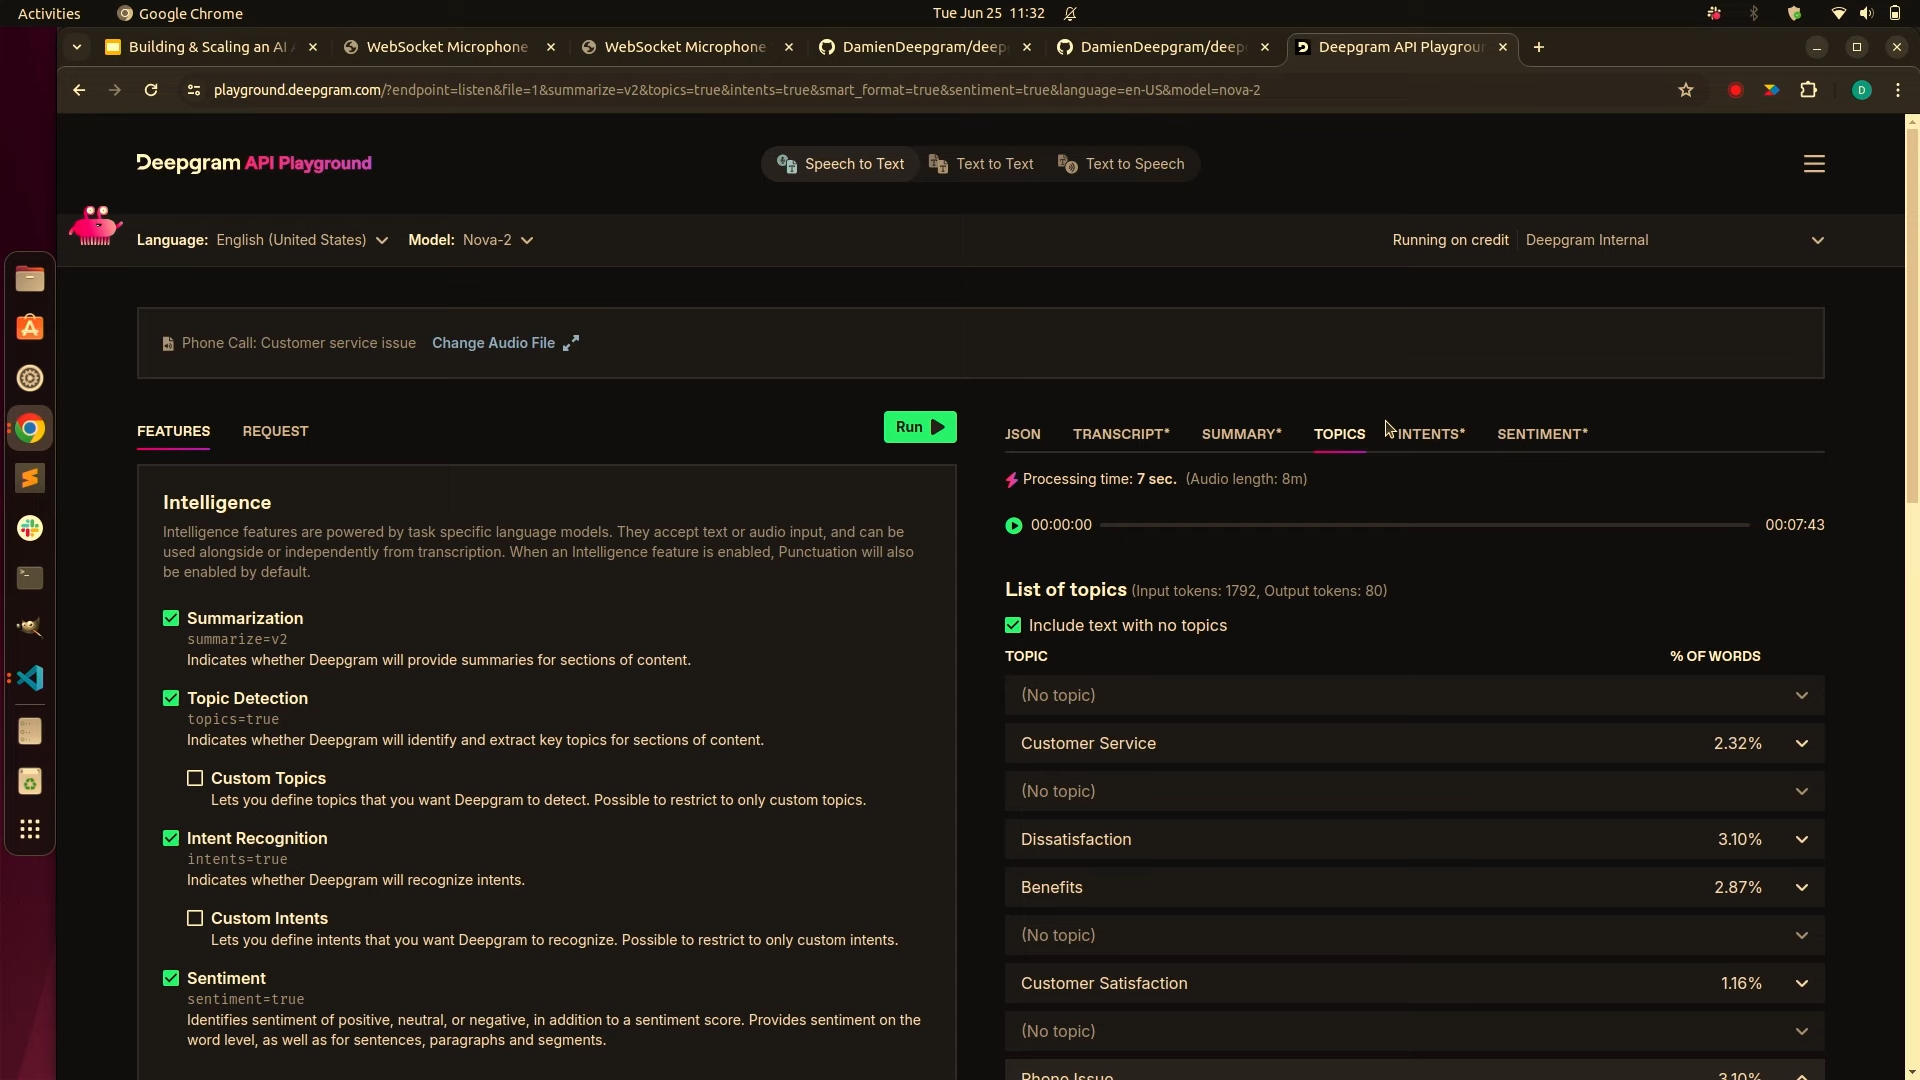 Activities
Google Chrome
Tue Jun 25 11:32
Building & Scaling an AI A
WebSocket Microphone
WebSocket Microphone
DamienDeepgram/deep
DamienDeepgram/deep
Deepgram API Playgroun
playground.deepgram.com/?endpoint=listen&file=1&summarize=v2&topics=true&intents=true&smart_format=true&sentiment=true&language=en-US&model=nova-2
D
Deepgram API Playground
Speech to Text
Text to Text
Text to Speech
Language: English (United States)
Model: Nova-2
Running on credit
Deepgram Internal
Phone Call: Customer service issue
Change Audio File
FEATURES
REQUEST
Run
Intelligence
Intelligence features are powered by task specific language models. They accept text or audio input, and can be
used alongside or independently from transcription. When an Intelligence feature is enabled, Punctuation will also
be enabled by default.
Summarization
summarize=v2
Indicates whether Deepgram will provide summaries for sections of content.
Topic Detection
topics=true
Indicates whether Deepgram will identify and extract key topics for sections of content.
Custom Topics
Lets you define topics that you want Deepgram to detect. Possible to restrict to only custom topics.
Intent Recognition
intents=true
Indicates whether Deepgram will recognize intents.
Custom Intents
Lets you define intents that you want Deepgram to recognize. Possible to restrict to only custom intents.
Sentiment
sentiment=true
Identifies sentiment of positive, neutral, or negative, in addition to a sentiment score. Provides sentiment on the
word level, as well as for sentences, paragraphs and segments.
JSON
TRANSCRIPT*
SUMMARY*
TOPICS
INTENTS*
SENTIMENT*
Processing time: 7 sec. (Audio length: 8m)
00:00:00
00:07:43
List of topics (Input tokens: 1792, Output tokens: 80)
Include text with no topics
TOPIC
% OF WORDS
(No topic)
Customer Service 2.32%
(No topic)
Dissatisfaction 3.10%
Benefits 2.87%
(No topic)
Customer Satisfaction 1.16%
(No topic)
Phone Issue 3.10%